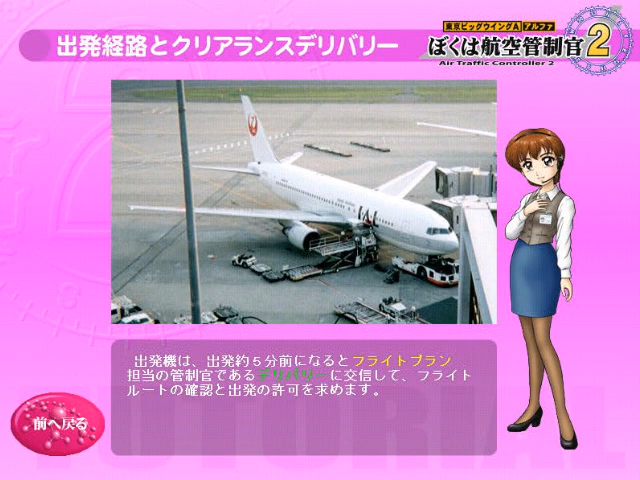 出発経路とクリアランスデリバリー
東京ビッグウイングA アルファ
ぼくは航空管制官2
Air Traffic Controller 2
JAL
出発機は、出発約5分前になるとフライトプラン
担当の管制官であるデリバリーに交信して、フライト
ルートの確認と出発の許可を求めます。
前へ戻る
TUTORIAL